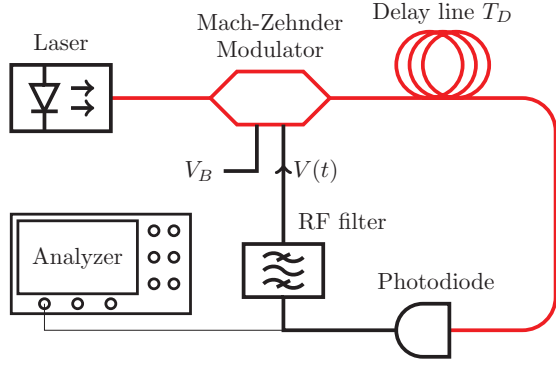 Laser
Mach-Zehnder
Modulator
Delay line T_D
V_B
V(t)
RF filter
Analyzer
Photodiode